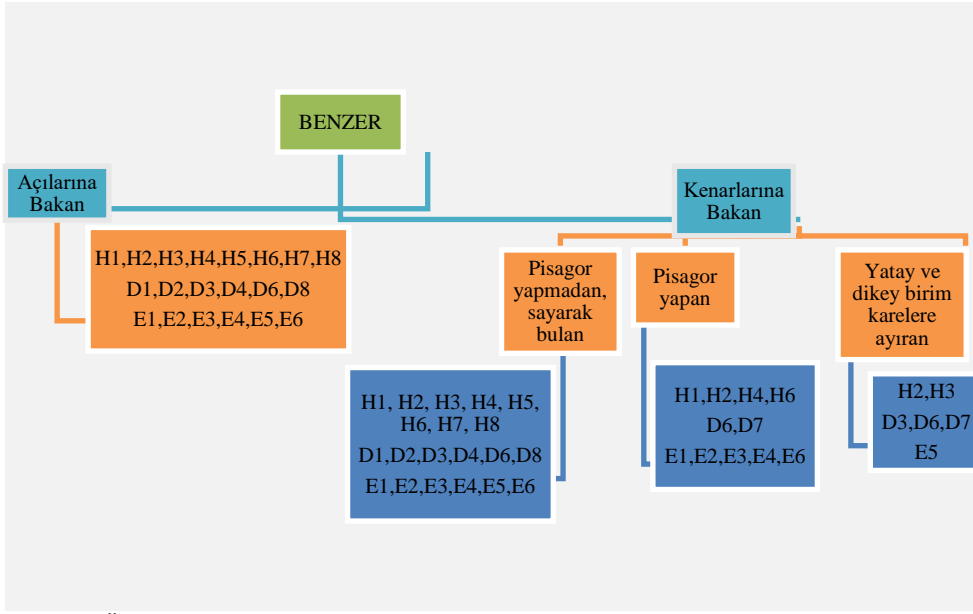 BENZER
Açılarına
Bakan
H1,H2,H3,H4,H5,H6,H7,H8
D1,D2,D3,D4,D6,D8
E1,E2,E3,E4,E5,E6
Kenarlarına
Bakan
Pisagor
yapmadan,
sayarak
bulan
H1, H2, H3, H4, H5,
H6, H7, H8
D1,D2,D3,D4,D6,D8
E1,E2,E3,E4,E5,E6
Pisagor
yapan
H1,H2,H4,H6
D6,D7
E1,E2,E3,E4,E6
Yatay ve
dikey birim
karelere
ayıran
H2,H3
D3,D6,D7
E5